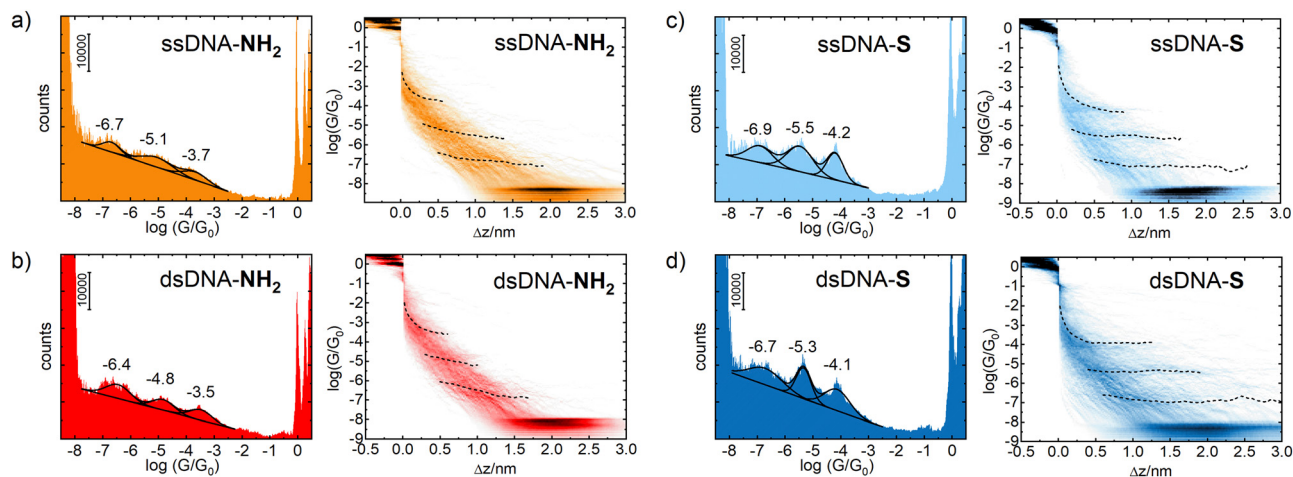 a)
ssDNA-NH2
10000
counts
-6.7
-5.1
-3.7
-8 -7 -6 -5 -4 -3 -2 -1 0
log (G/G0)
ssDNA-NH2
log(G/G0)
0
-1
-2
-3
-4
-5
-6
-7
-8
0.0 0.5 1.0 1.5 2.0 2.5 3.0
Δz/nm
c)
ssDNA-S
10000
counts
-6.9
-5.5
-4.2
-8 -7 -6 -5 -4 -3 -2 -1 0
log (G/G0)
ssDNA-S
log(G/G0)
0
-1
-2
-3
-4
-5
-6
-7
-8
-9
-0.5 0.0 0.5 1.0 1.5 2.0 2.5 3.0
Δz/nm
b)
dsDNA-NH2
10000
counts
-6.4
-4.8
-3.5
-8 -7 -6 -5 -4 -3 -2 -1 0
log (G/G0)
dsDNA-NH2
log(G/G0)
0
-1
-2
-3
-4
-5
-6
-7
-8
-9
-0.5 0.0 0.5 1.0 1.5 2.0 2.5 3.0
Δz/nm
d)
dsDNA-S
10000
counts
-6.7
-5.3
-4.1
-8 -7 -6 -5 -4 -3 -2 -1 0
log (G/G0)
dsDNA-S
log(G/G0)
0
-1
-2
-3
-4
-5
-6
-7
-8
-9
-0.5 0.0 0.5 1.0 1.5 2.0 2.5 3.0
Δz/nm